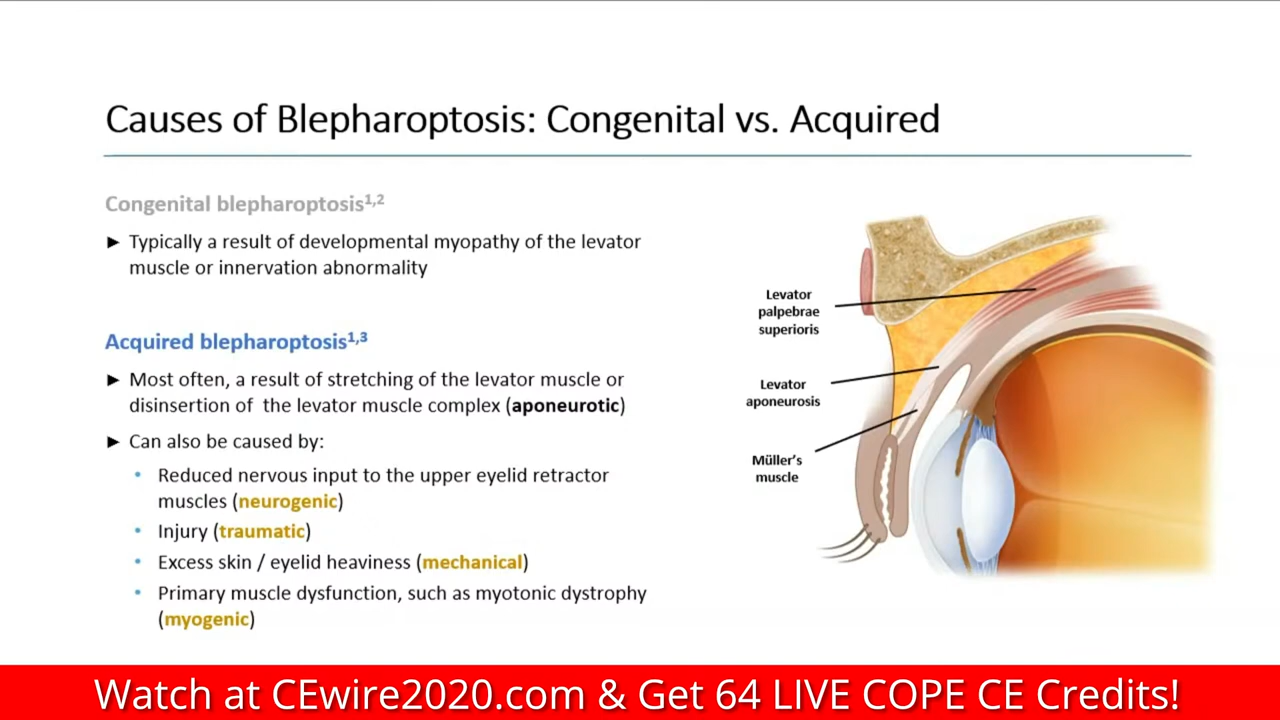 Causes of Blepharoptosis: Congenital vs. Acquired
Congenital blepharoptosis1,2
► Typically a result of developmental myopathy of the levator
muscle or innervation abnormality
Acquired blepharoptosis1,3
► Most often, a result of stretching of the levator muscle or
disinsertion of the levator muscle complex (aponeurotic)
► Can also be caused by:
• Reduced nervous input to the upper eyelid retractor
muscles (neurogenic)
• Injury (traumatic)
• Excess skin / eyelid heaviness (mechanical)
• Primary muscle dysfunction, such as myotonic dystrophy
(myogenic)
Levator
palpebrae
superioris
Levator
aponeurosis
Müller's
muscle
Watch at CEwire2020.com & Get 64 LIVE COPE CE Credits!